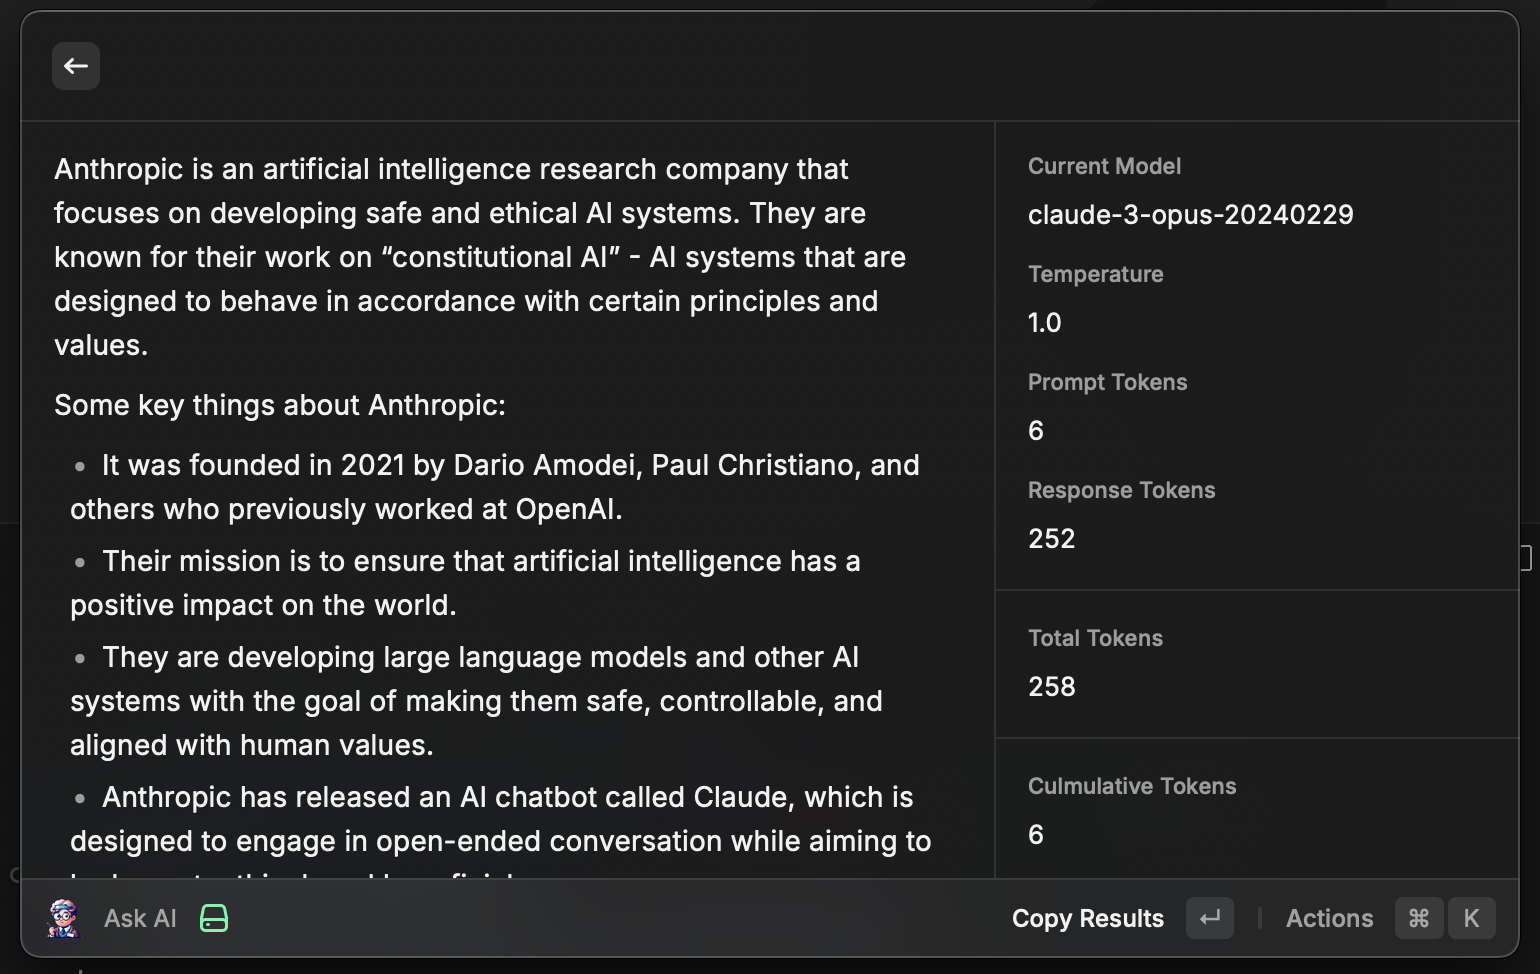 Anthropic is an artificial intelligence research company that
focuses on developing safe and ethical AI systems. They are
known for their work on “constitutional AI” - AI systems that are
designed to behave in accordance with certain principles and
values.
Some key things about Anthropic:
• It was founded in 2021 by Dario Amodei, Paul Christiano, and
others who previously worked at OpenAI.
• Their mission is to ensure that artificial intelligence has a
positive impact on the world.
• They are developing large language models and other AI
systems with the goal of making them safe, controllable, and
aligned with human values.
• Anthropic has released an AI chatbot called Claude, which is
designed to engage in open-ended conversation while aiming to
Current Model
claude-3-opus-20240229
Temperature
1.0
Prompt Tokens
6
Response Tokens
252
Total Tokens
258
Culmulative Tokens
6
Ask AI
Copy Results
Actions
⌘ K